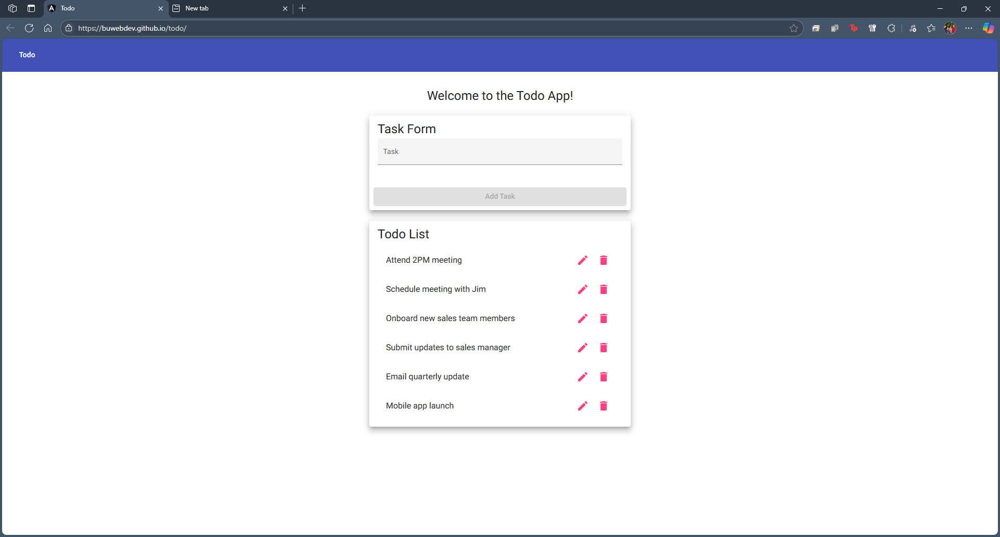 Todo
New tab
https://buwebdev.github.io/todo/
Tp
Todo
Welcome to the Todo App!
Task Form
Task
Add Task
Todo List
Attend 2PM meeting
Schedule meeting with Jim
Onboard new sales team members
Submit updates to sales manager
Email quarterly update
Mobile app launch